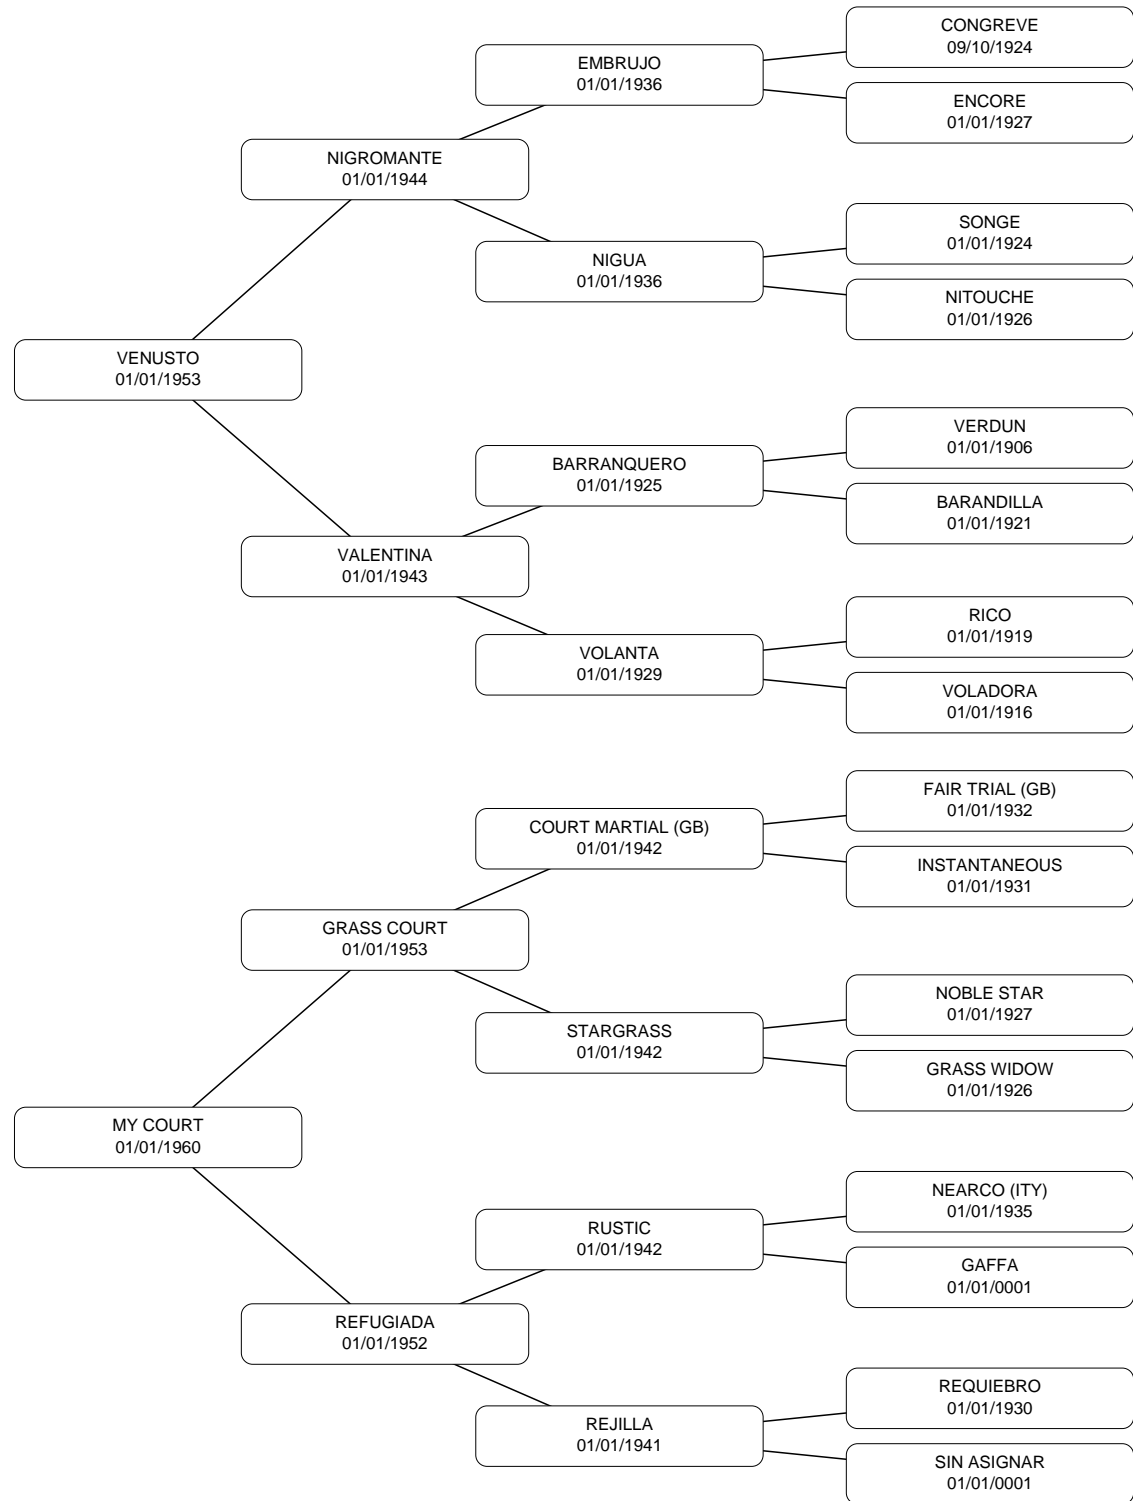 CONGREVE
09/10/1924
EMBRUJO
01/01/1936
ENCORE
01/01/1927
NIGROMANTE
01/01/1944
SONGE
01/01/1924
NIGUA
01/01/1936
NITOUCHE
01/01/1926
VENUSTO
01/01/1953
VERDUN
01/01/1906
BARRANQUERO
01/01/1925
BARANDILLA
01/01/1921
VALENTINA
01/01/1943
RICO
01/01/1919
VOLANTA
01/01/1929
VOLADORA
01/01/1916
FAIR TRIAL (GB)
01/01/1932
COURT MARTIAL (GB)
01/01/1942
INSTANTANEOUS
01/01/1931
GRASS COURT
01/01/1953
NOBLE STAR
01/01/1927
STARGRASS
01/01/1942
GRASS WIDOW
01/01/1926
MY COURT
01/01/1960
NEARCO (ITY)
01/01/1935
RUSTIC
01/01/1942
GAFFA
01/01/0001
REFUGIADA
01/01/1952
REQUIEBRO
01/01/1930
REJILLA
01/01/1941
SIN ASIGNAR
01/01/0001